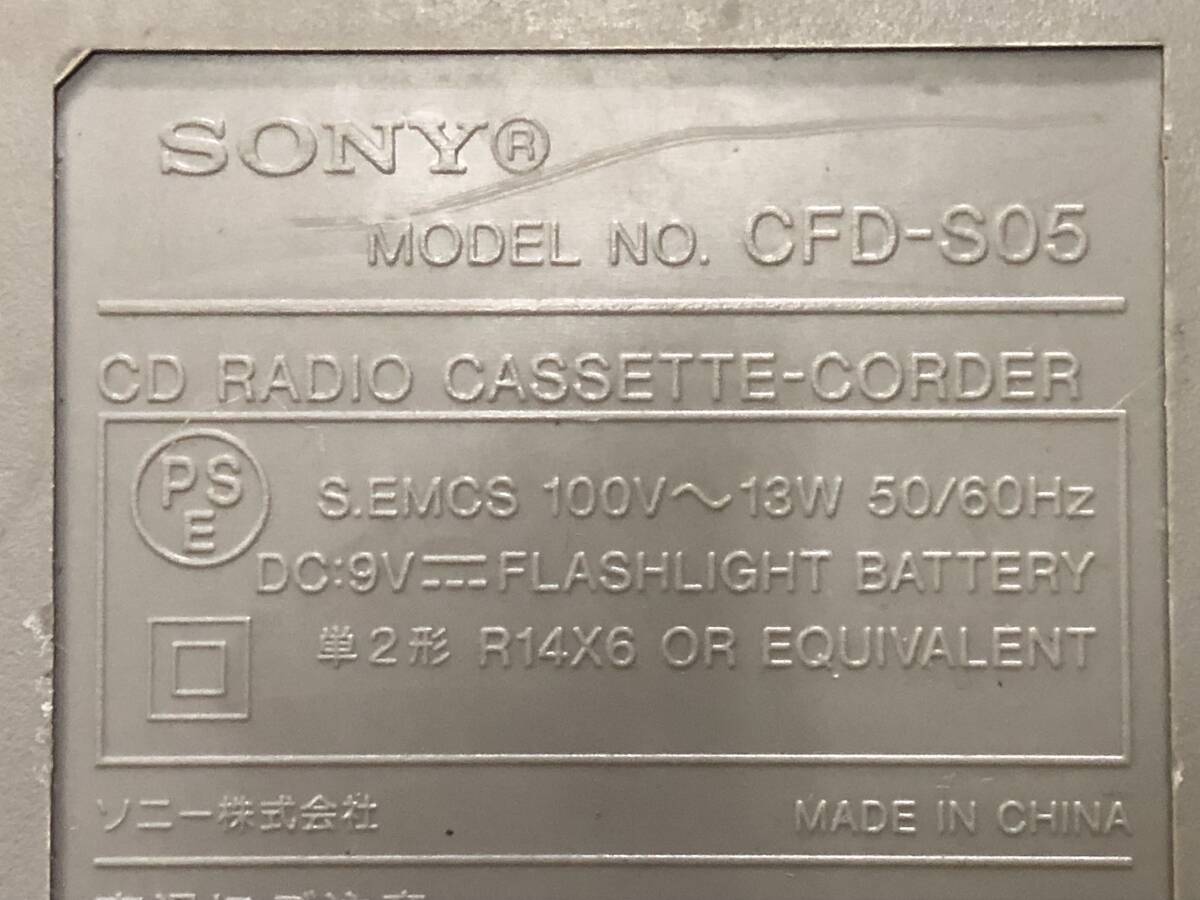 SONY®
MODEL NO. CFD-S05
CD RADIO CASSETTE-CORDER
PS
E
S.EMCS 100V～13W 50/60Hz
DC:9V⎓FLASHLIGHT BATTERY
単2形 R14X6 OR EQUIVALENT
ソニー株式会社
MADE IN CHINA